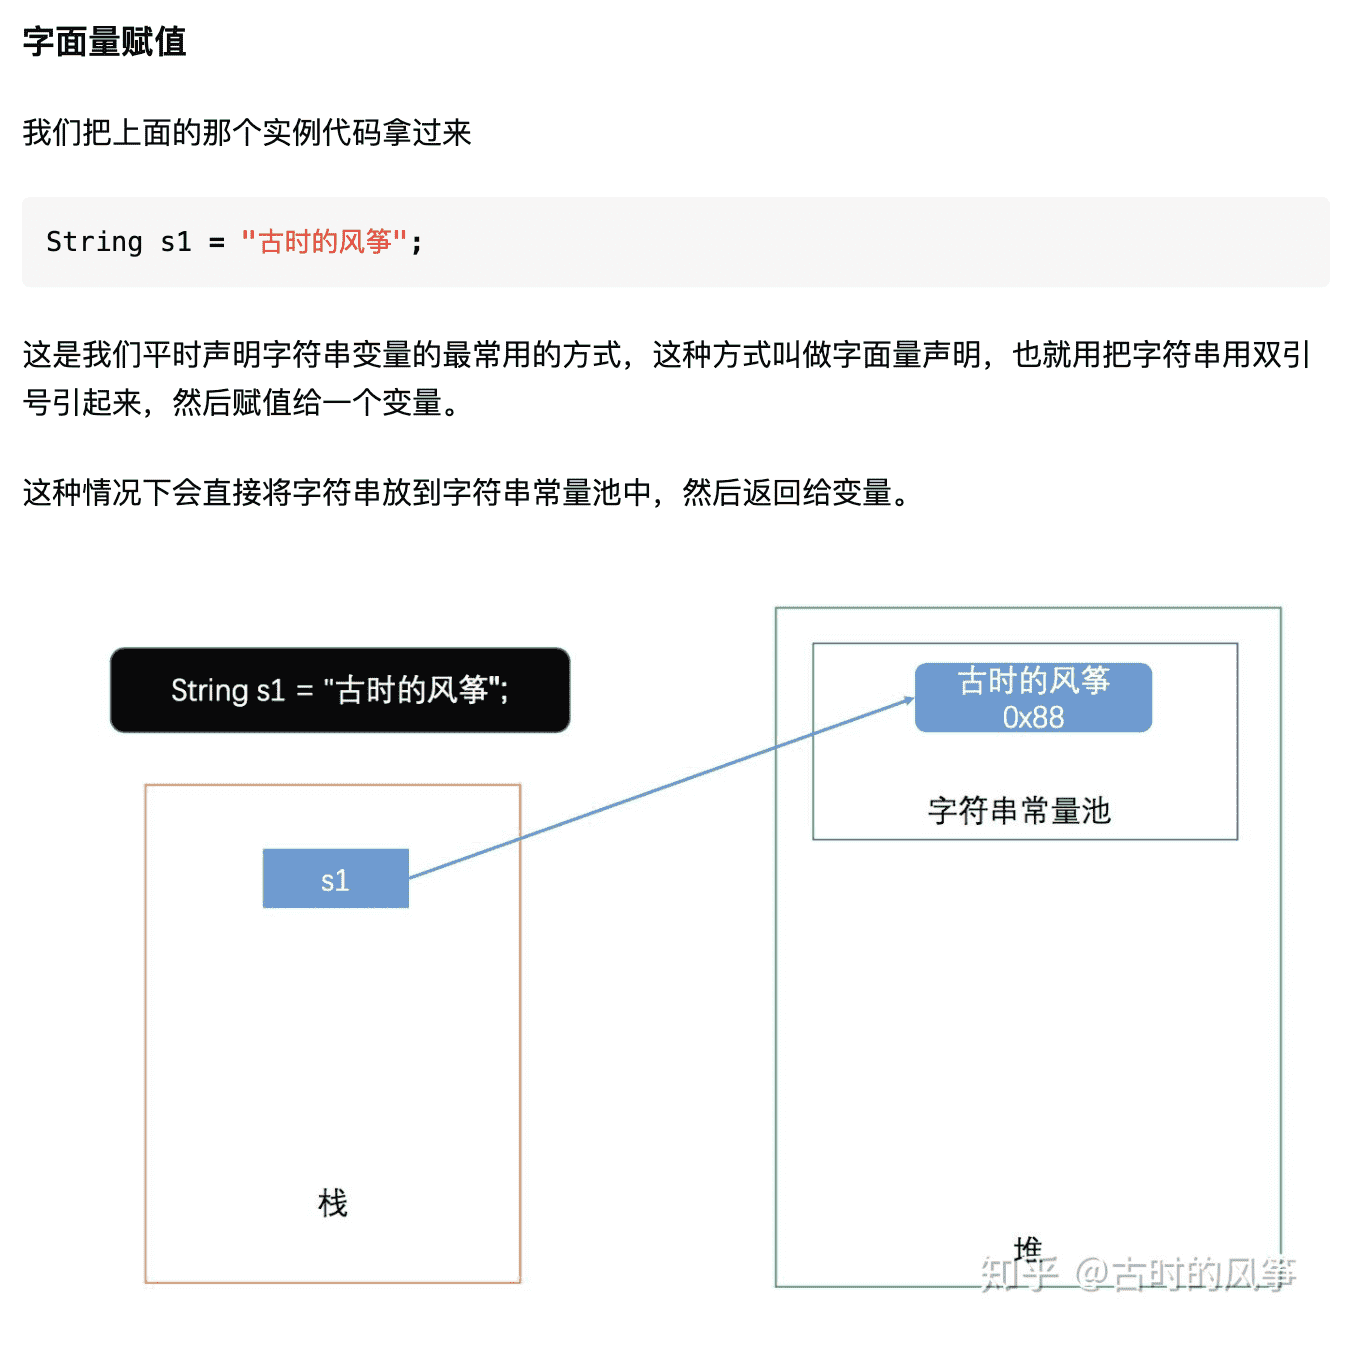 字面量赋值
我们把上面的那个实例代码拿过来
String s1 = "古时的风筝";
这是我们平时声明字符串变量的最常用的方式，这种方式叫做字面量声明，也就用把字符串用双引
号引起来，然后赋值给一个变量。
这种情况下会直接将字符串放到字符串常量池中，然后返回给变量。
String s1 = "古时的风筝";
古时的风筝
0x88
字符串常量池
s1
栈
堆
知乎 @古时的风筝